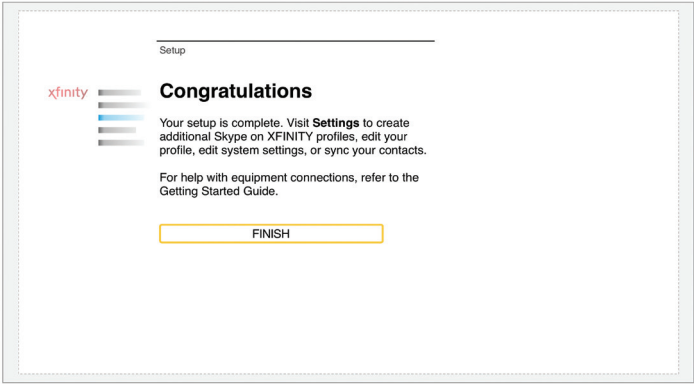 Setup
xfinity
Congratulations
Your setup is complete. Visit Settings to create
additional Skype on XFINITY profiles, edit your
profile, edit system settings, or sync your contacts.
For help with equipment connections, refer to the
Getting Started Guide.
FINISH